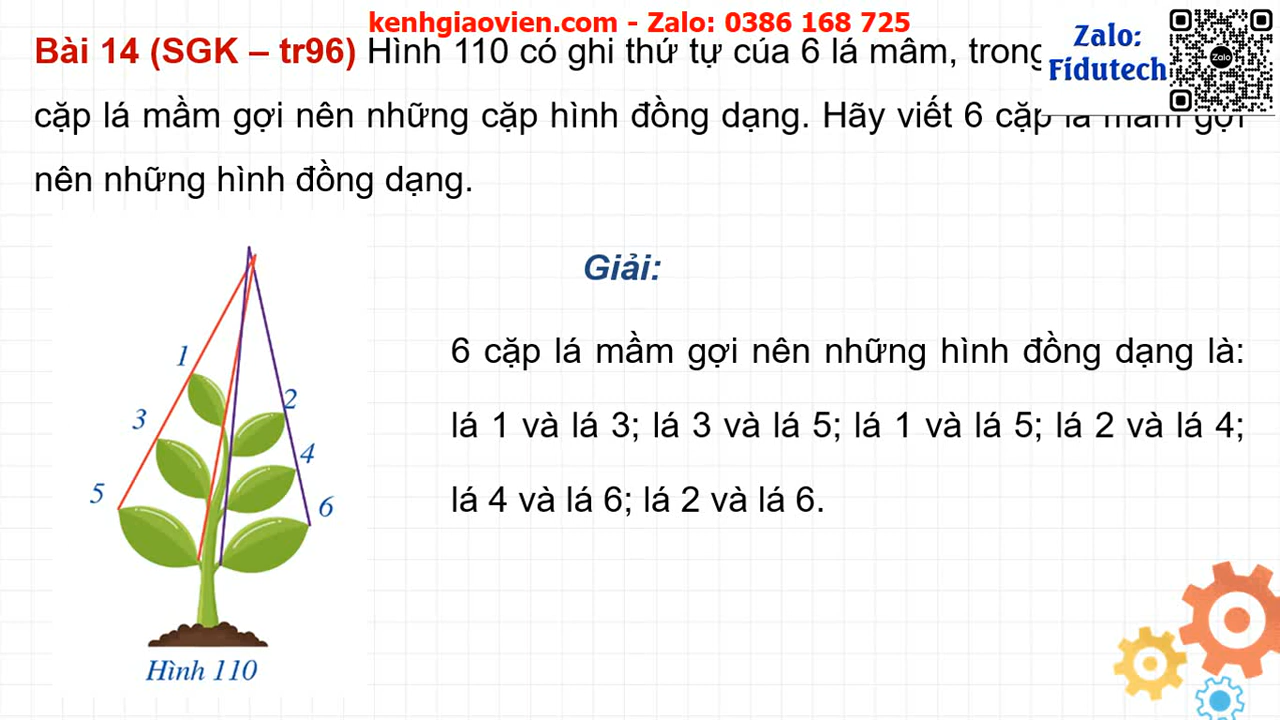 kenhgiaovien.com - Zalo: 0386 168 725
Zalo:
Fidutech
Zalo
Bài 14 (SGK – tr96) Hình 110 có ghi thứ tự của 6 lá mầm, trong
cặp lá mầm gợi nên những cặp hình đồng dạng. Hãy viết 6 cặp lá mầm gợi
nên những hình đồng dạng.
Giải:
6 cặp lá mầm gợi nên những hình đồng dạng là:
lá 1 và lá 3; lá 3 và lá 5; lá 1 và lá 5; lá 2 và lá 4;
lá 4 và lá 6; lá 2 và lá 6.
1
2
3
4
5
6
Hình 110